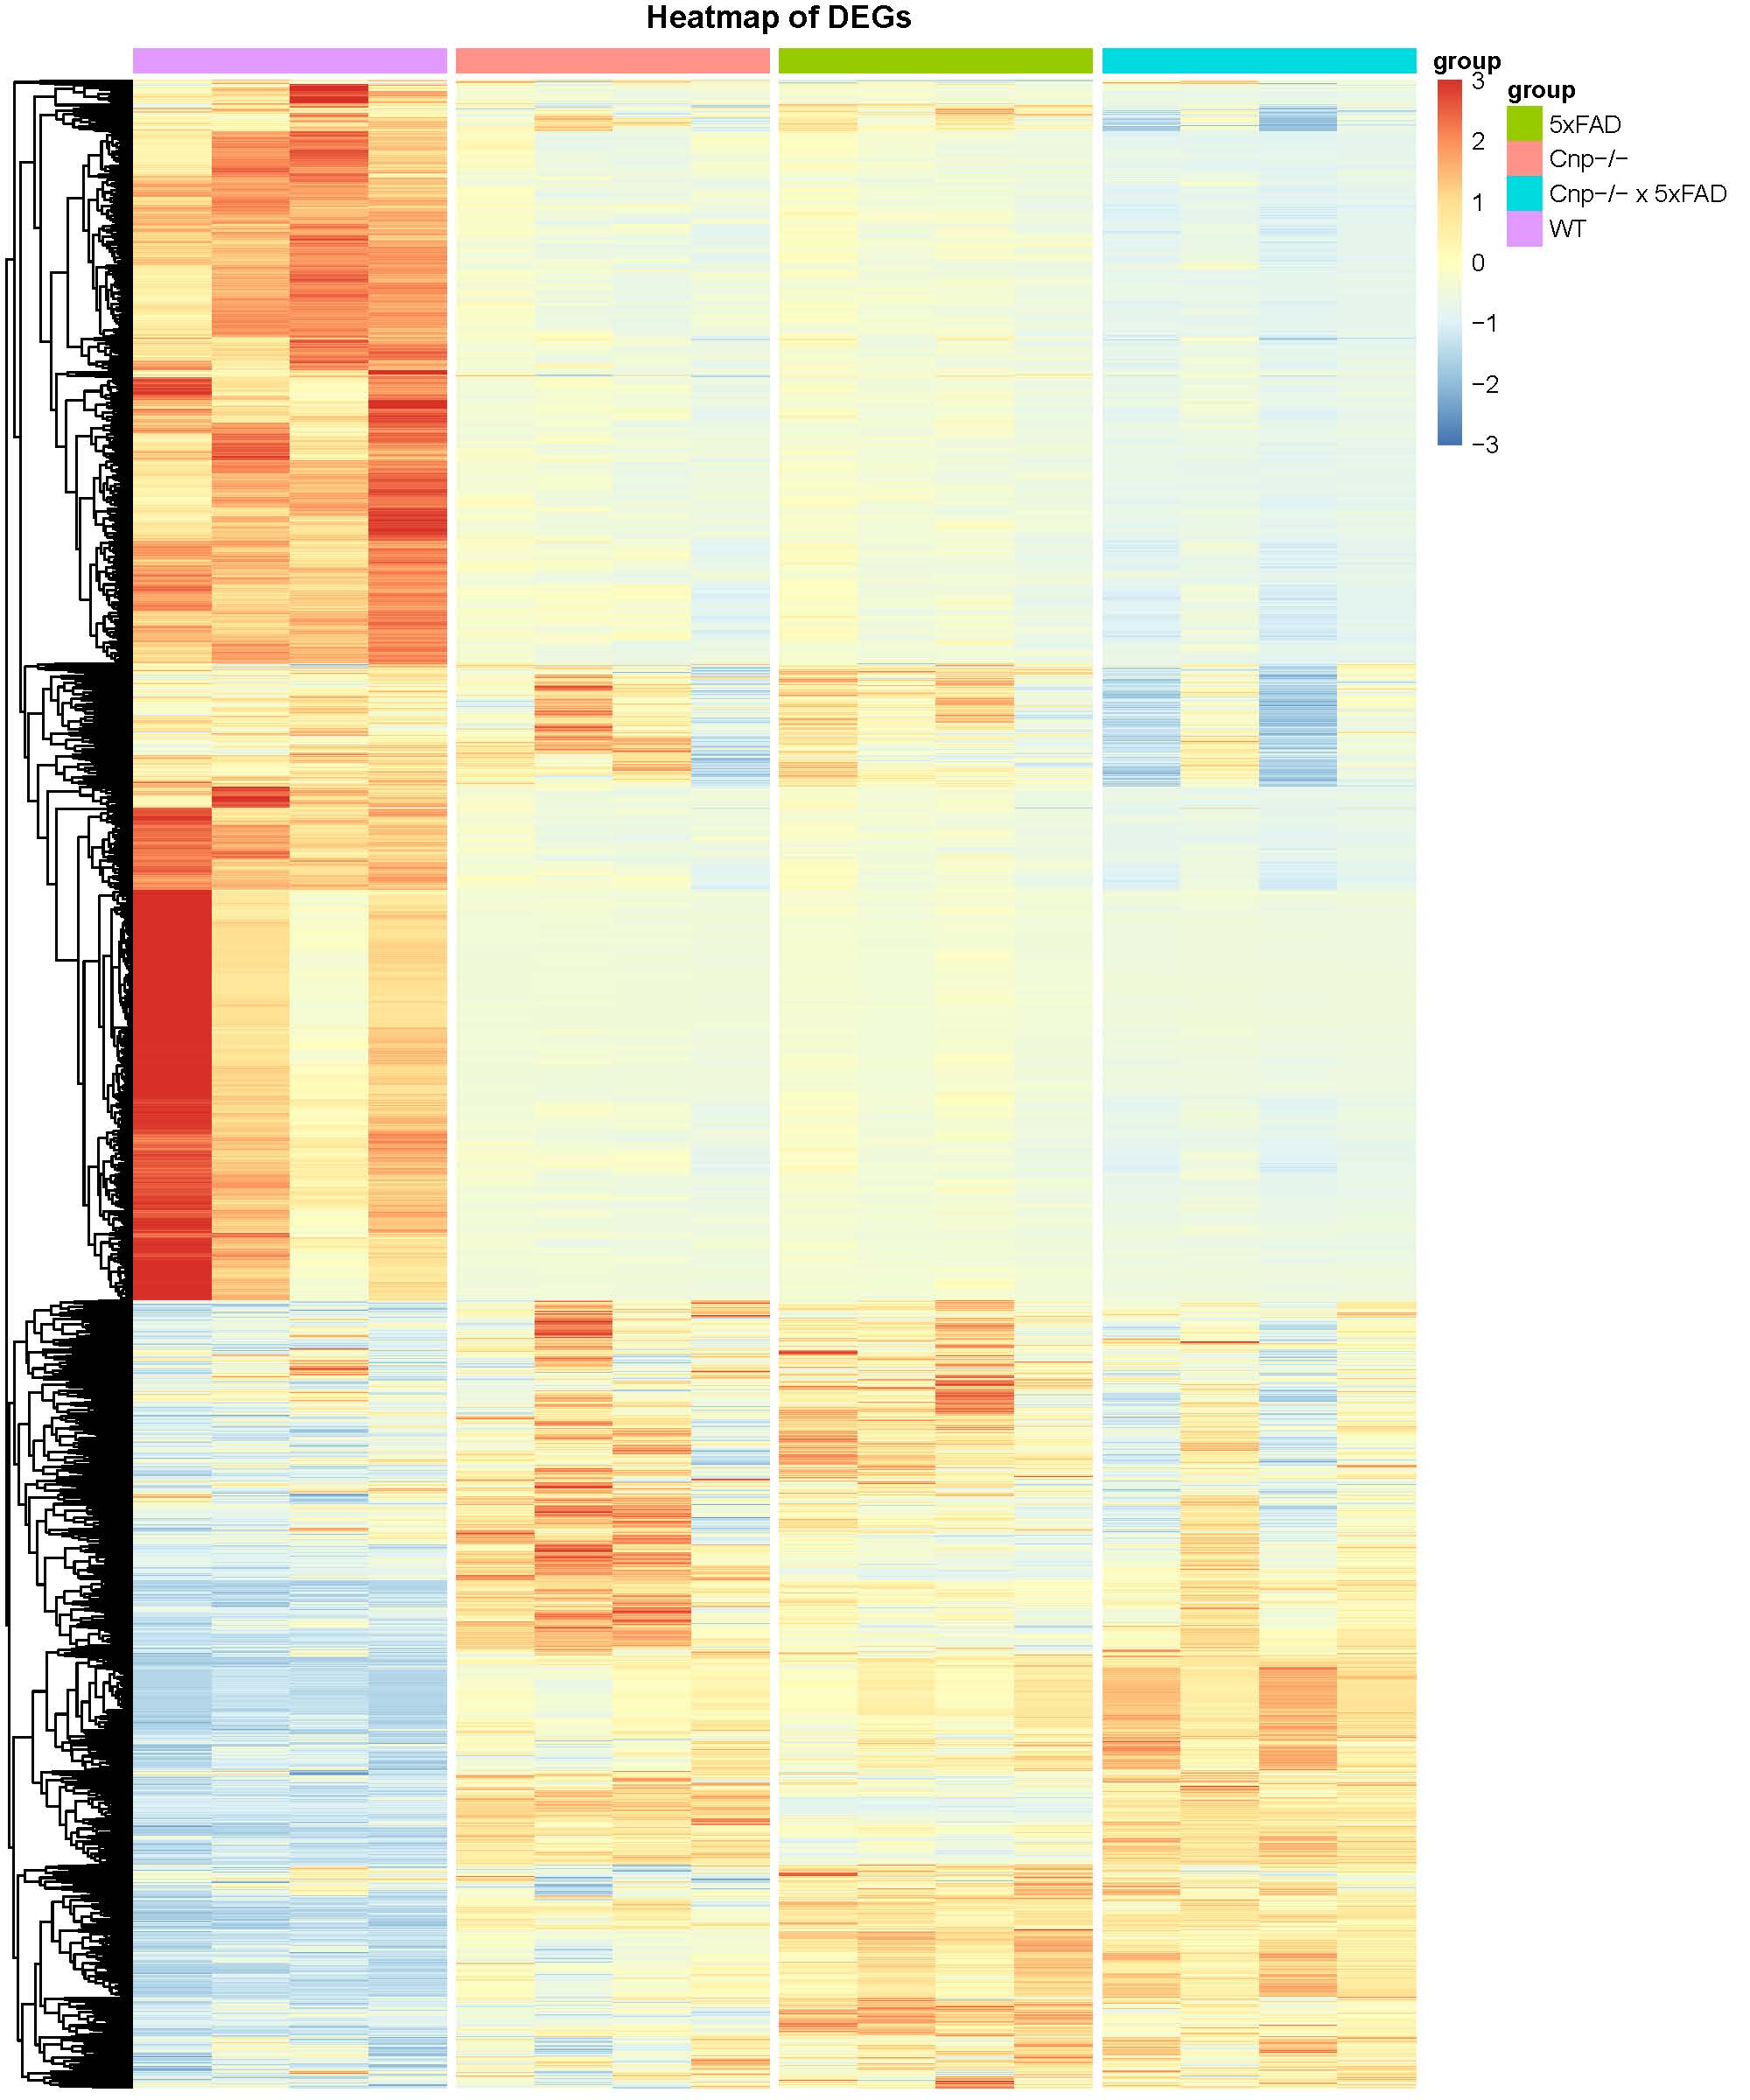 Heatmap of DEGs
group
3
2
1
0
−1
−2
−3
group
5xFAD
Cnp−/−
Cnp−/− x 5xFAD
WT